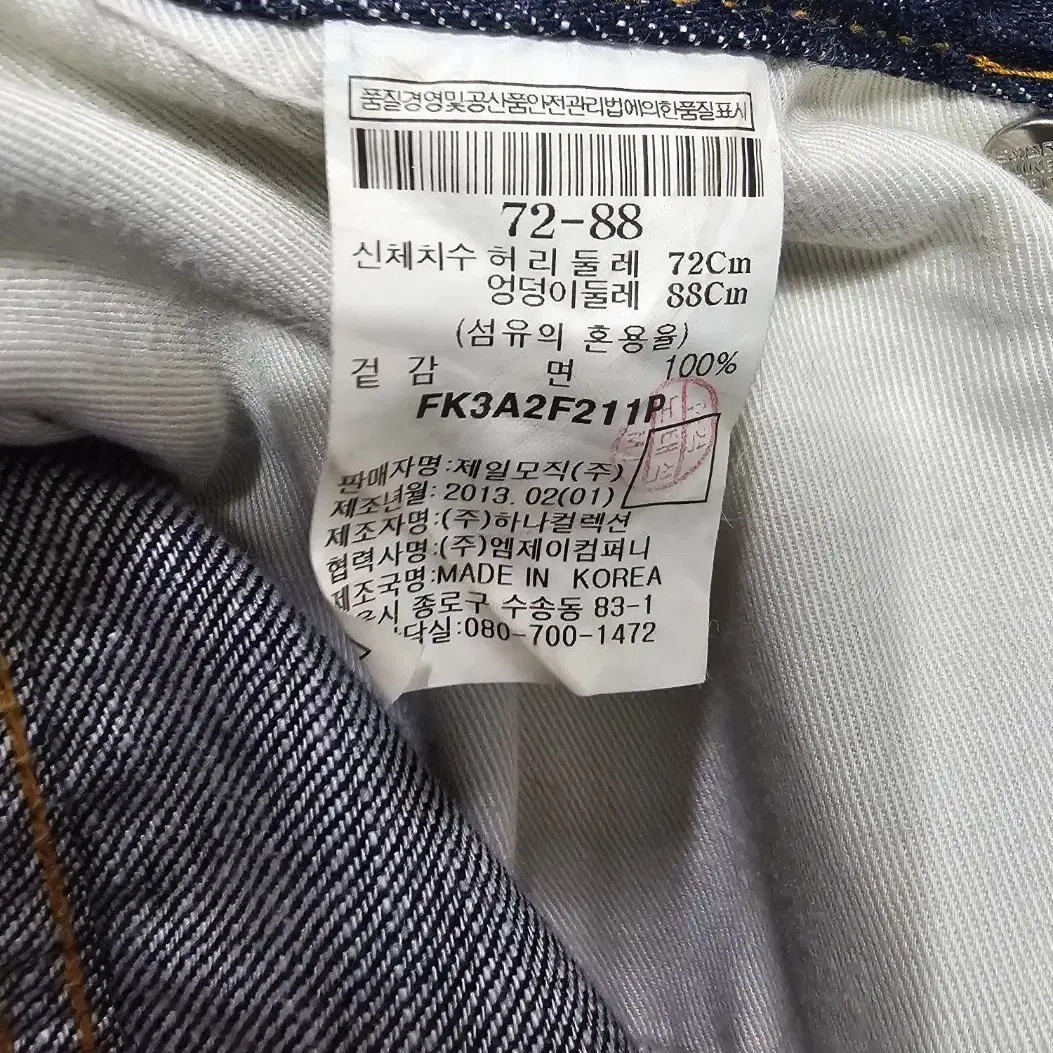 품질경영및공산품안전관리법에의한품질표시
72-88
신체치수 허리둘레 72Cm
엉덩이둘레 88Cm
(섬유의 혼용율)
겉감 면 100%
FK3A2F211P
판매자명:제일모직(주)
제조년월:2013.02(01)
제조자명:(주)하나컬렉션
협력사명:(주)엠제이컴퍼니
제조국명:MADE IN KOREA
종로구 수송동 83-1
:080-700-1472